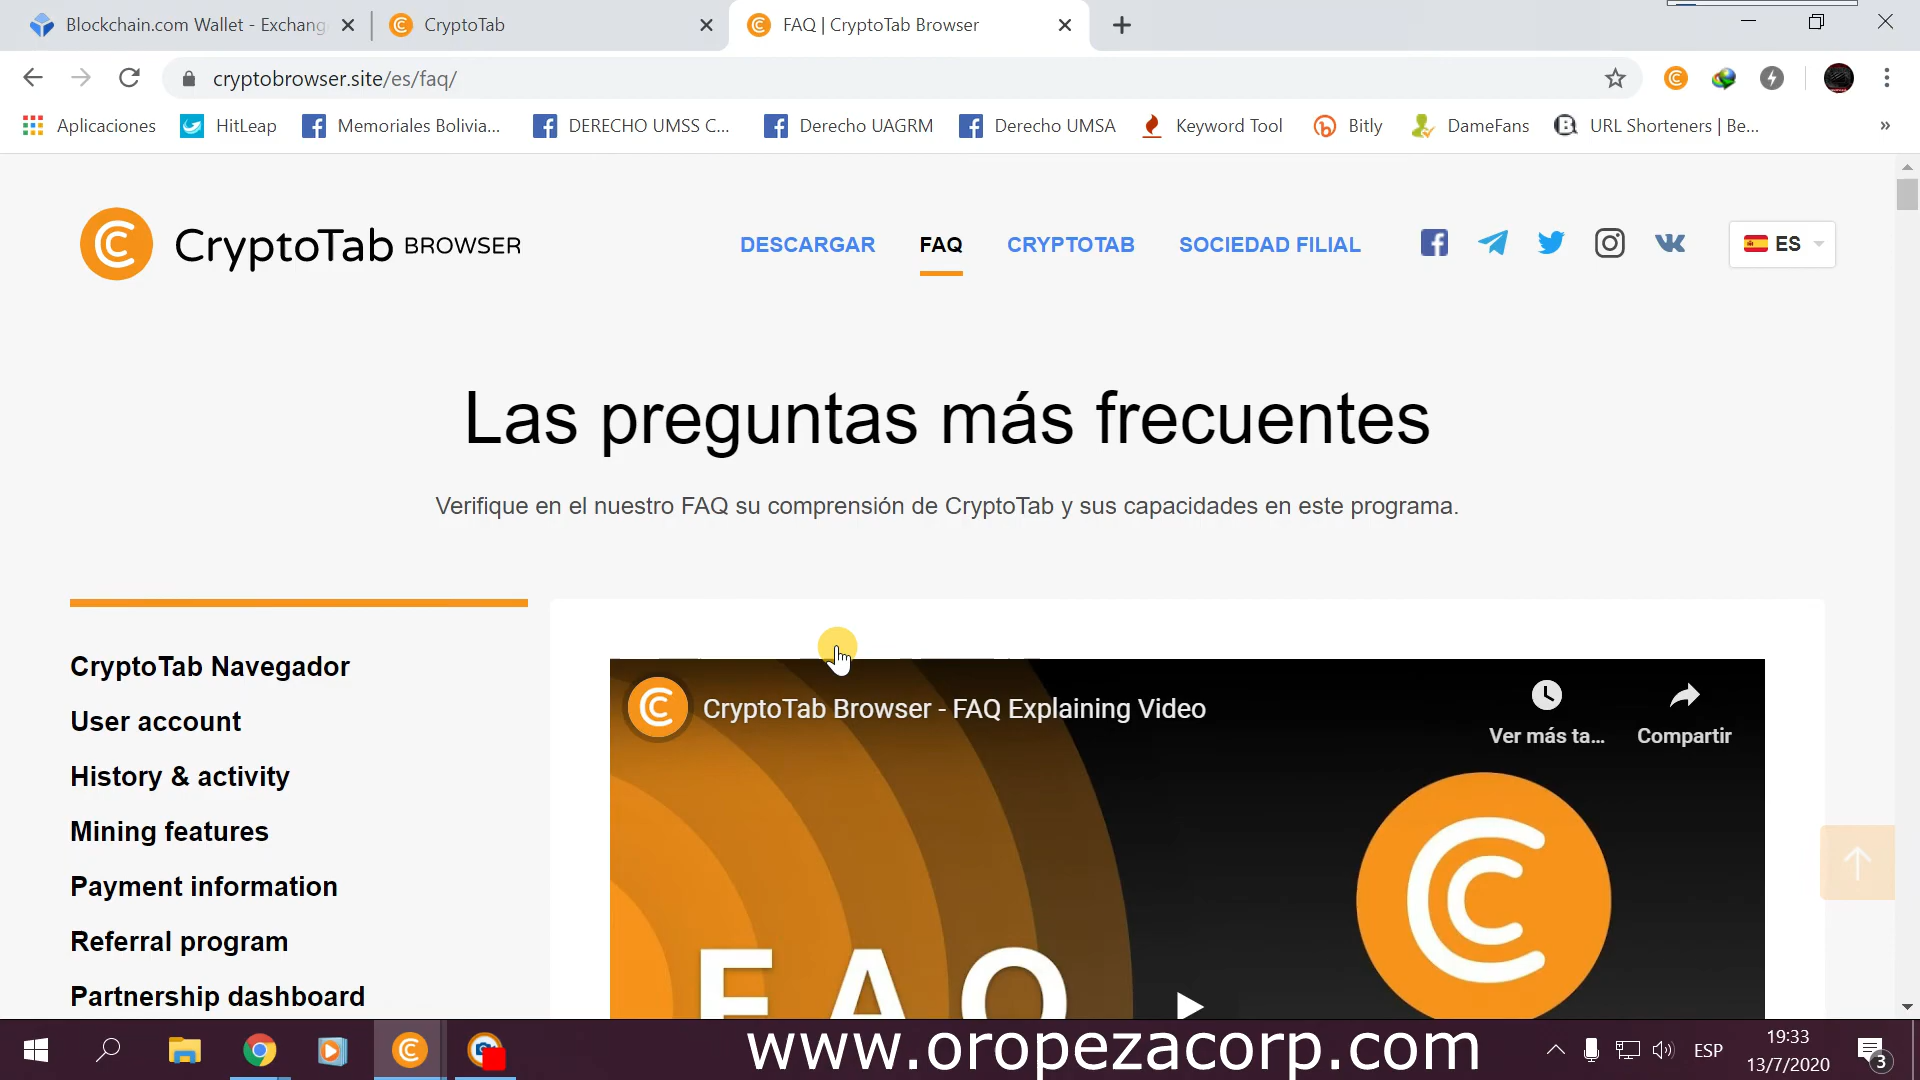 Blockchain.com Wallet - Exchang
CryptoTab
FAQ | CryptoTab Browser
cryptobrowser.site/es/faq/
Aplicaciones
HitLeap
Memoriales Bolivia...
DERECHO UMSS C...
Derecho UAGRM
Derecho UMSA
Keyword Tool
Bitly
DameFans
URL Shorteners | Be...
»
CryptoTab BROWSER
DESCARGAR
FAQ
CRYPTOTAB
SOCIEDAD FILIAL
ES
Las preguntas más frecuentes
Verifique en el nuestro FAQ su comprensión de CryptoTab y sus capacidades en este programa.
CryptoTab Navegador
User account
History & activity
Mining features
Payment information
Referral program
Partnership dashboard
CryptoTab Browser - FAQ Explaining Video
Ver más ta...
Compartir
FAQ
www.oropezacorp.com
ESP
19:33
13/7/2020
3